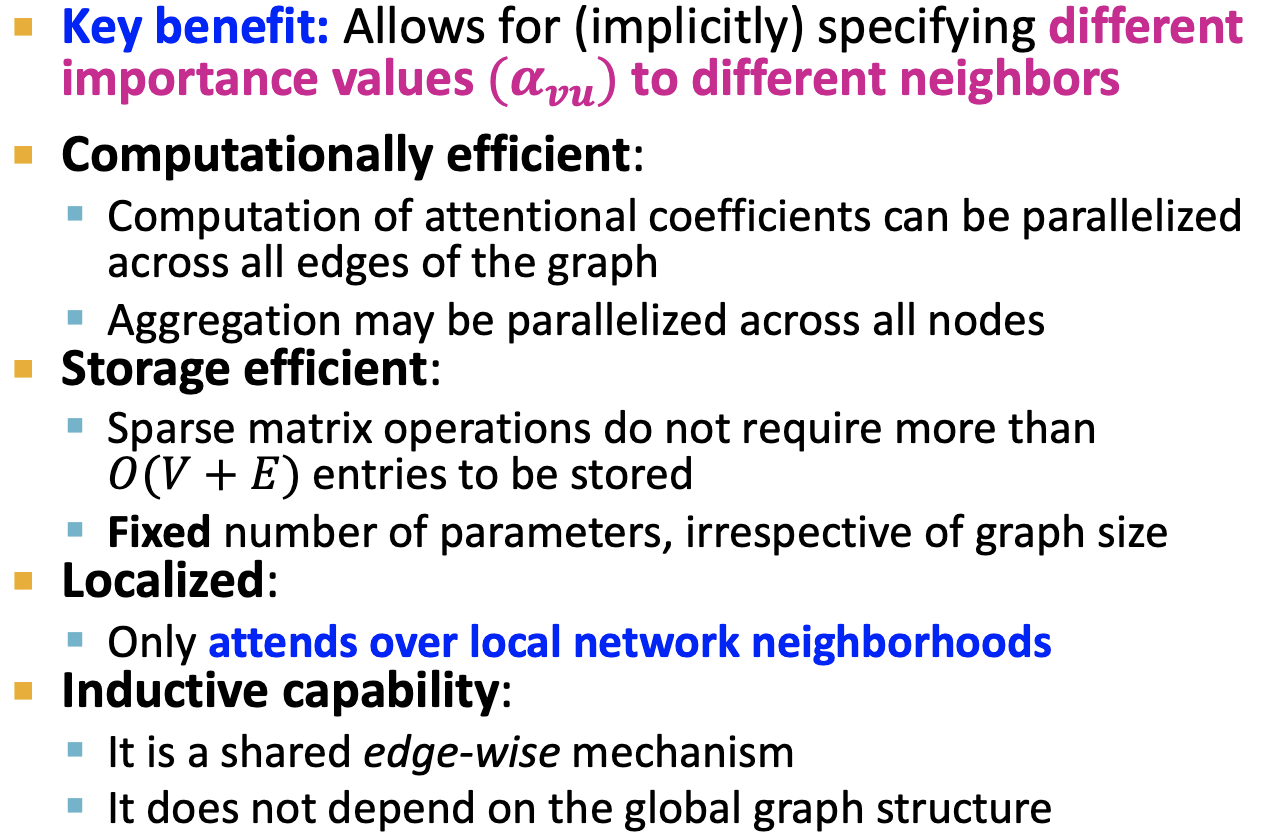 ▪ Key benefit: Allows for (implicitly) specifying different
importance values (𝜶𝒗𝒖) to different neighbors
▪ Computationally efficient:
▪ Computation of attentional coefficients can be parallelized
across all edges of the graph
▪ Aggregation may be parallelized across all nodes
▪ Storage efficient:
▪ Sparse matrix operations do not require more than
𝑂(𝑉 + 𝐸) entries to be stored
▪ Fixed number of parameters, irrespective of graph size
▪ Localized:
▪ Only attends over local network neighborhoods
▪ Inductive capability:
▪ It is a shared edge-wise mechanism
▪ It does not depend on the global graph structure